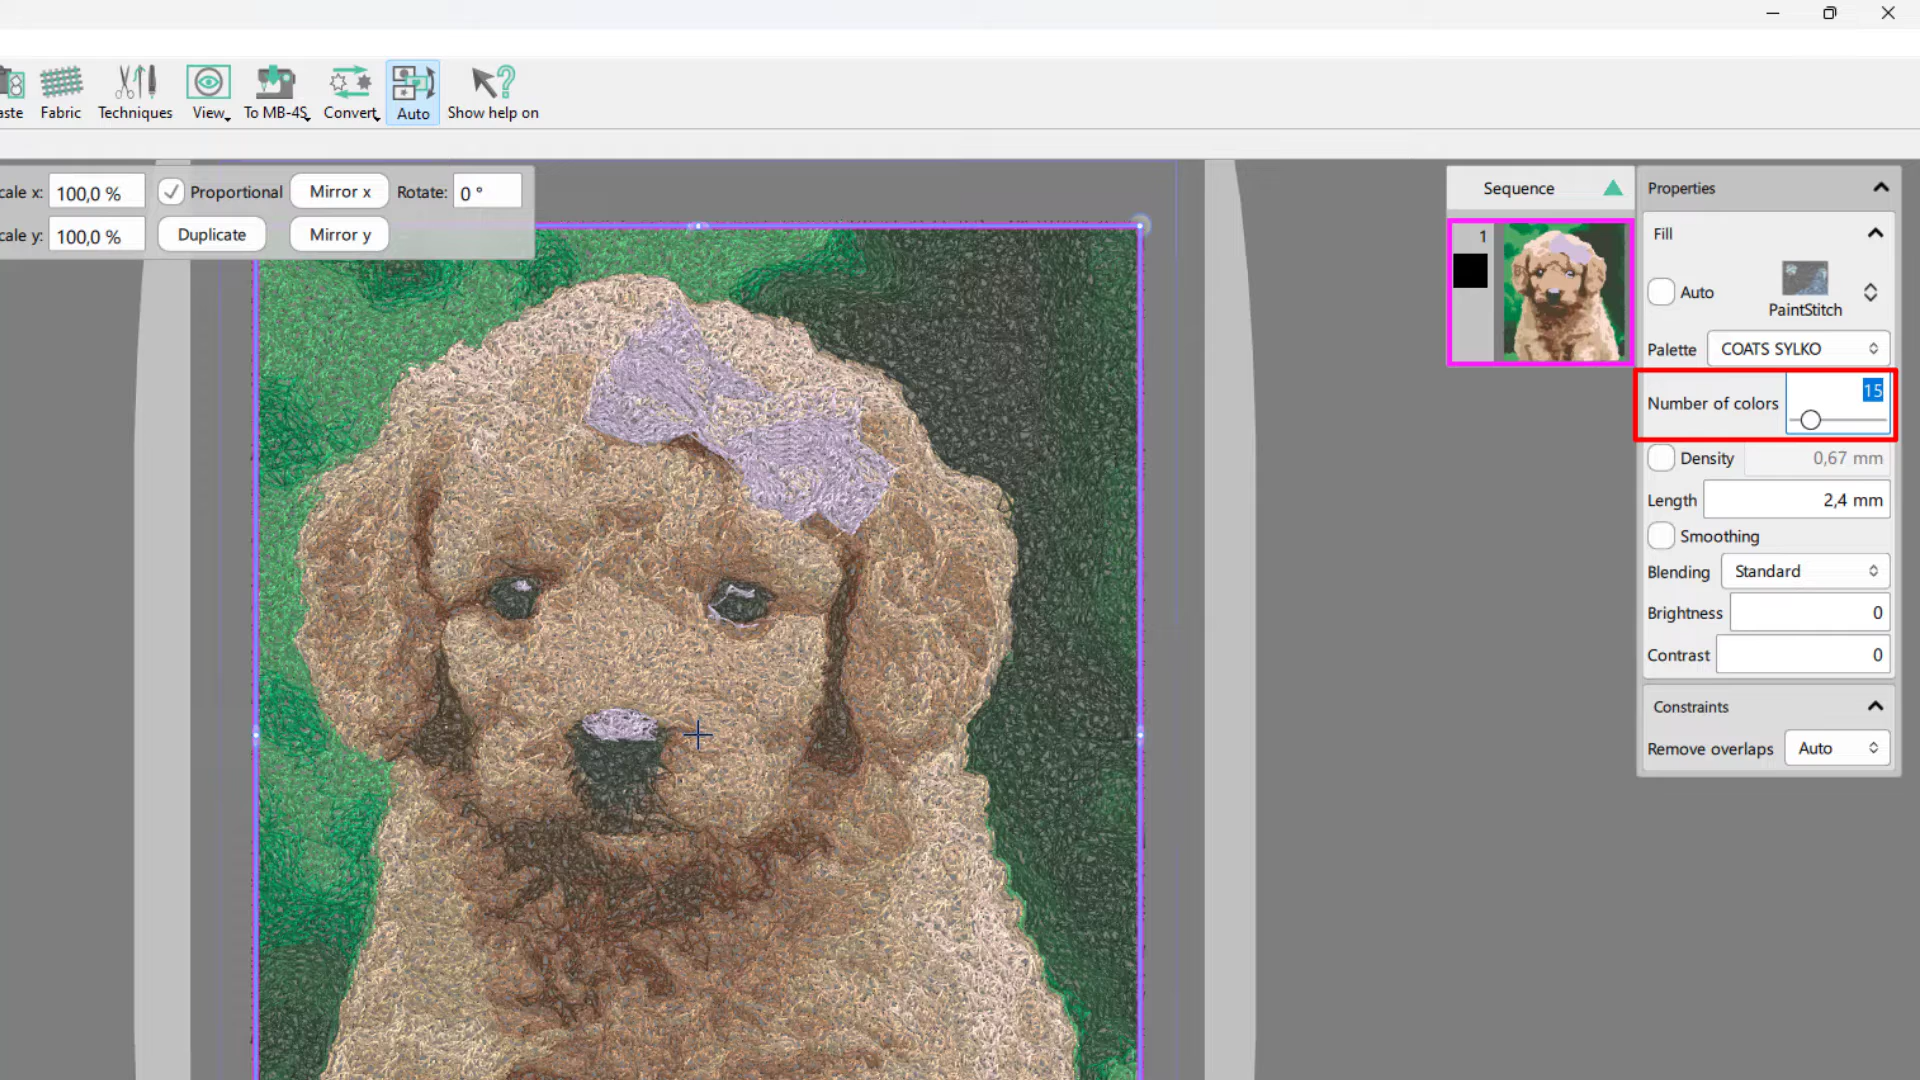 aste
Fabric
Techniques
View
To MB-4S
Convert
Auto
Show help on
cale x: 100,0 %
Proportional
Mirror x
Rotate: 0 °
cale y: 100,0 %
Duplicate
Mirror y
Sequence
1
Properties
Fill
Auto
PaintStitch
Palette COATS SYLKO
Number of colors 15
Density 0,67 mm
Length 2,4 mm
Smoothing
Blending Standard
Brightness 0
Contrast 0
Constraints
Remove overlaps Auto